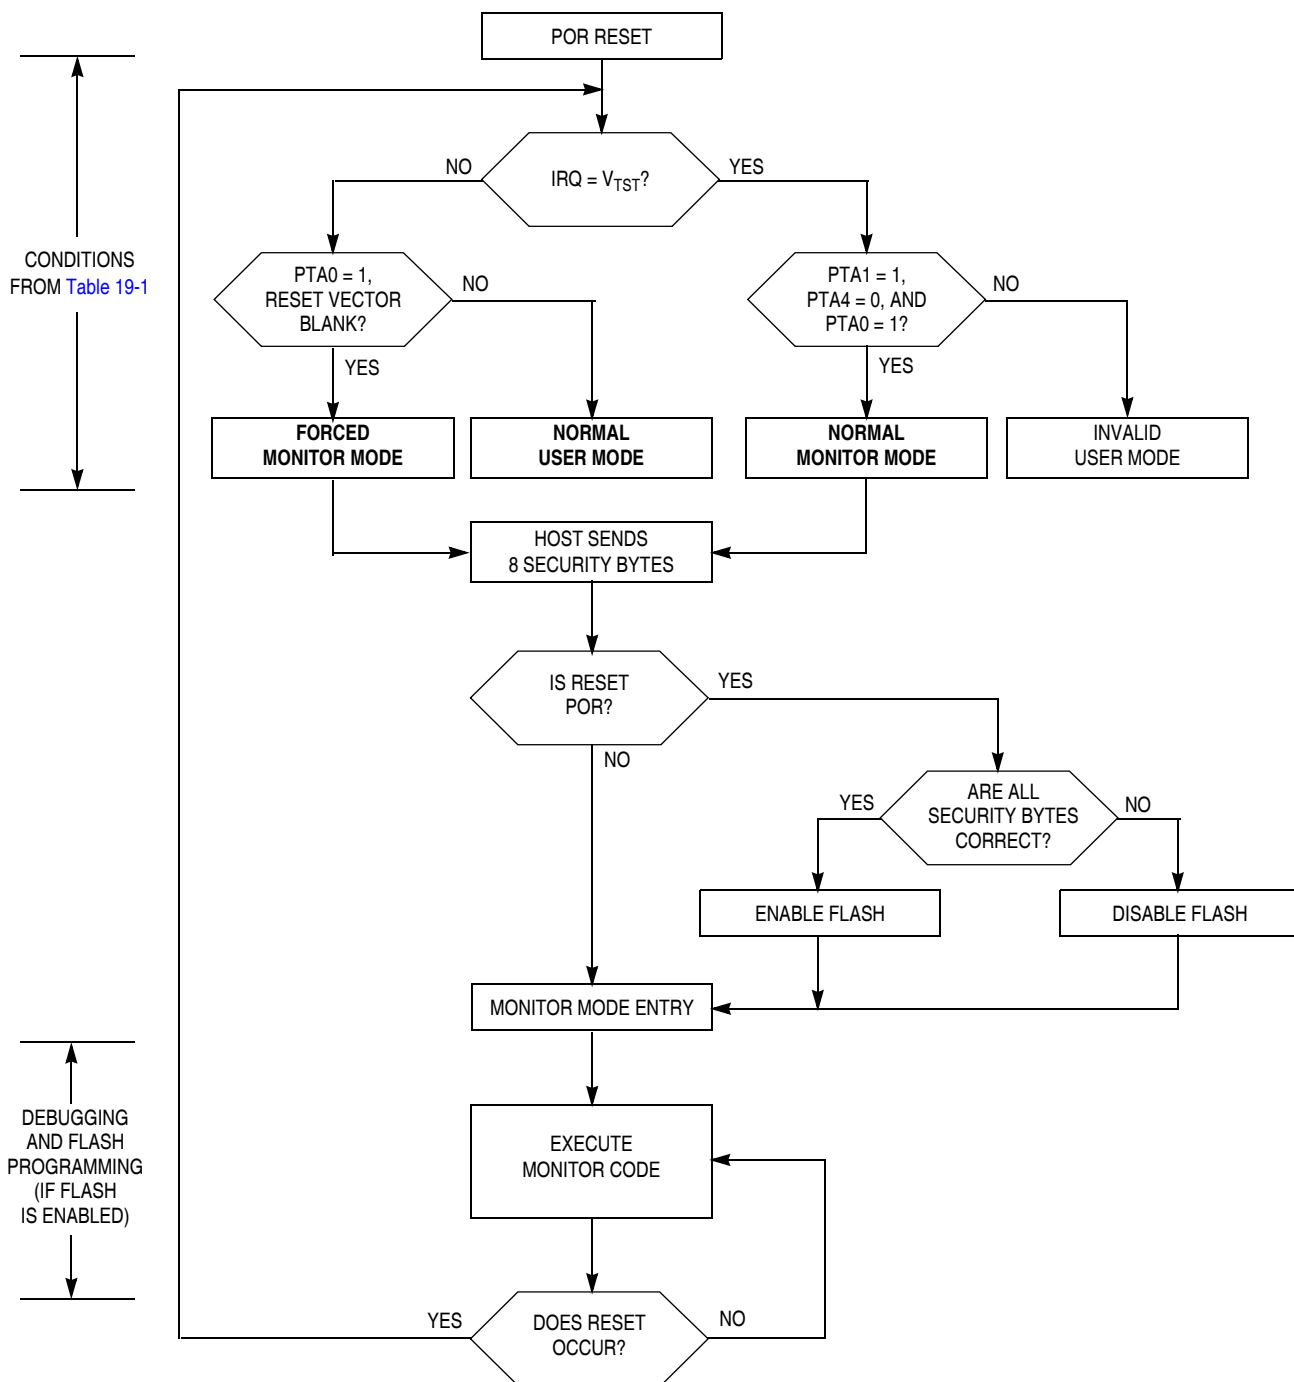 POR RESET
NO
YES
IRQ = VTST?
CONDITIONS
FROM Table 19-1
PTA0 = 1,
RESET VECTOR
BLANK?
NO
YES
PTA1 = 1,
PTA4 = 0, AND
PTA0 = 1?
NO
YES
FORCED
MONITOR MODE
NORMAL
USER MODE
NORMAL
MONITOR MODE
INVALID
USER MODE
HOST SENDS
8 SECURITY BYTES
IS RESET
POR?
YES
NO
ARE ALL
SECURITY BYTES
CORRECT?
YES
NO
ENABLE FLASH
DISABLE FLASH
MONITOR MODE ENTRY
DEBUGGING
AND FLASH
PROGRAMMING
(IF FLASH
IS ENABLED)
EXECUTE
MONITOR CODE
YES
DOES RESET
OCCUR?
NO